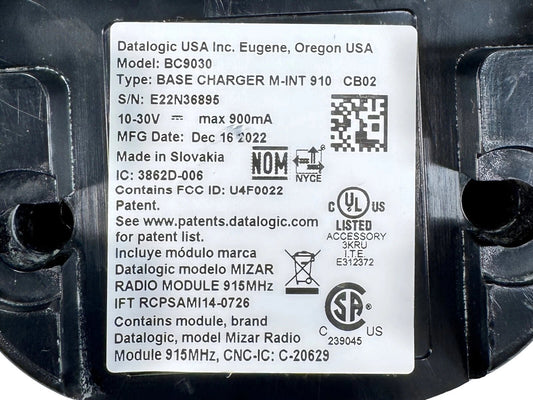 Datalogic USA Inc. Eugene, Oregon USA
Model: BC9030
Type: BASE CHARGER M-INT 910 CB02
S/N: E22N36895
10-30V ⎓ max 900mA
MFG Date: Dec 16 2022
Made in Slovakia
NOM
NYCE
IC: 3862D-006
Contains FCC ID: U4F0022
Patent.
See www.patents.datalogic.com
for patent list.
C UL US
LISTED
ACCESSORY
3KRU
I.T.E.
E312372
Incluye módulo marca
Datalogic modelo MIZAR
RADIO MODULE 915MHz
IFT RCPSAMI14-0726
Contains module, brand
Datalogic, model Mizar Radio
Module 915MHz, CNC-IC: C-20629
SA
C US
239045